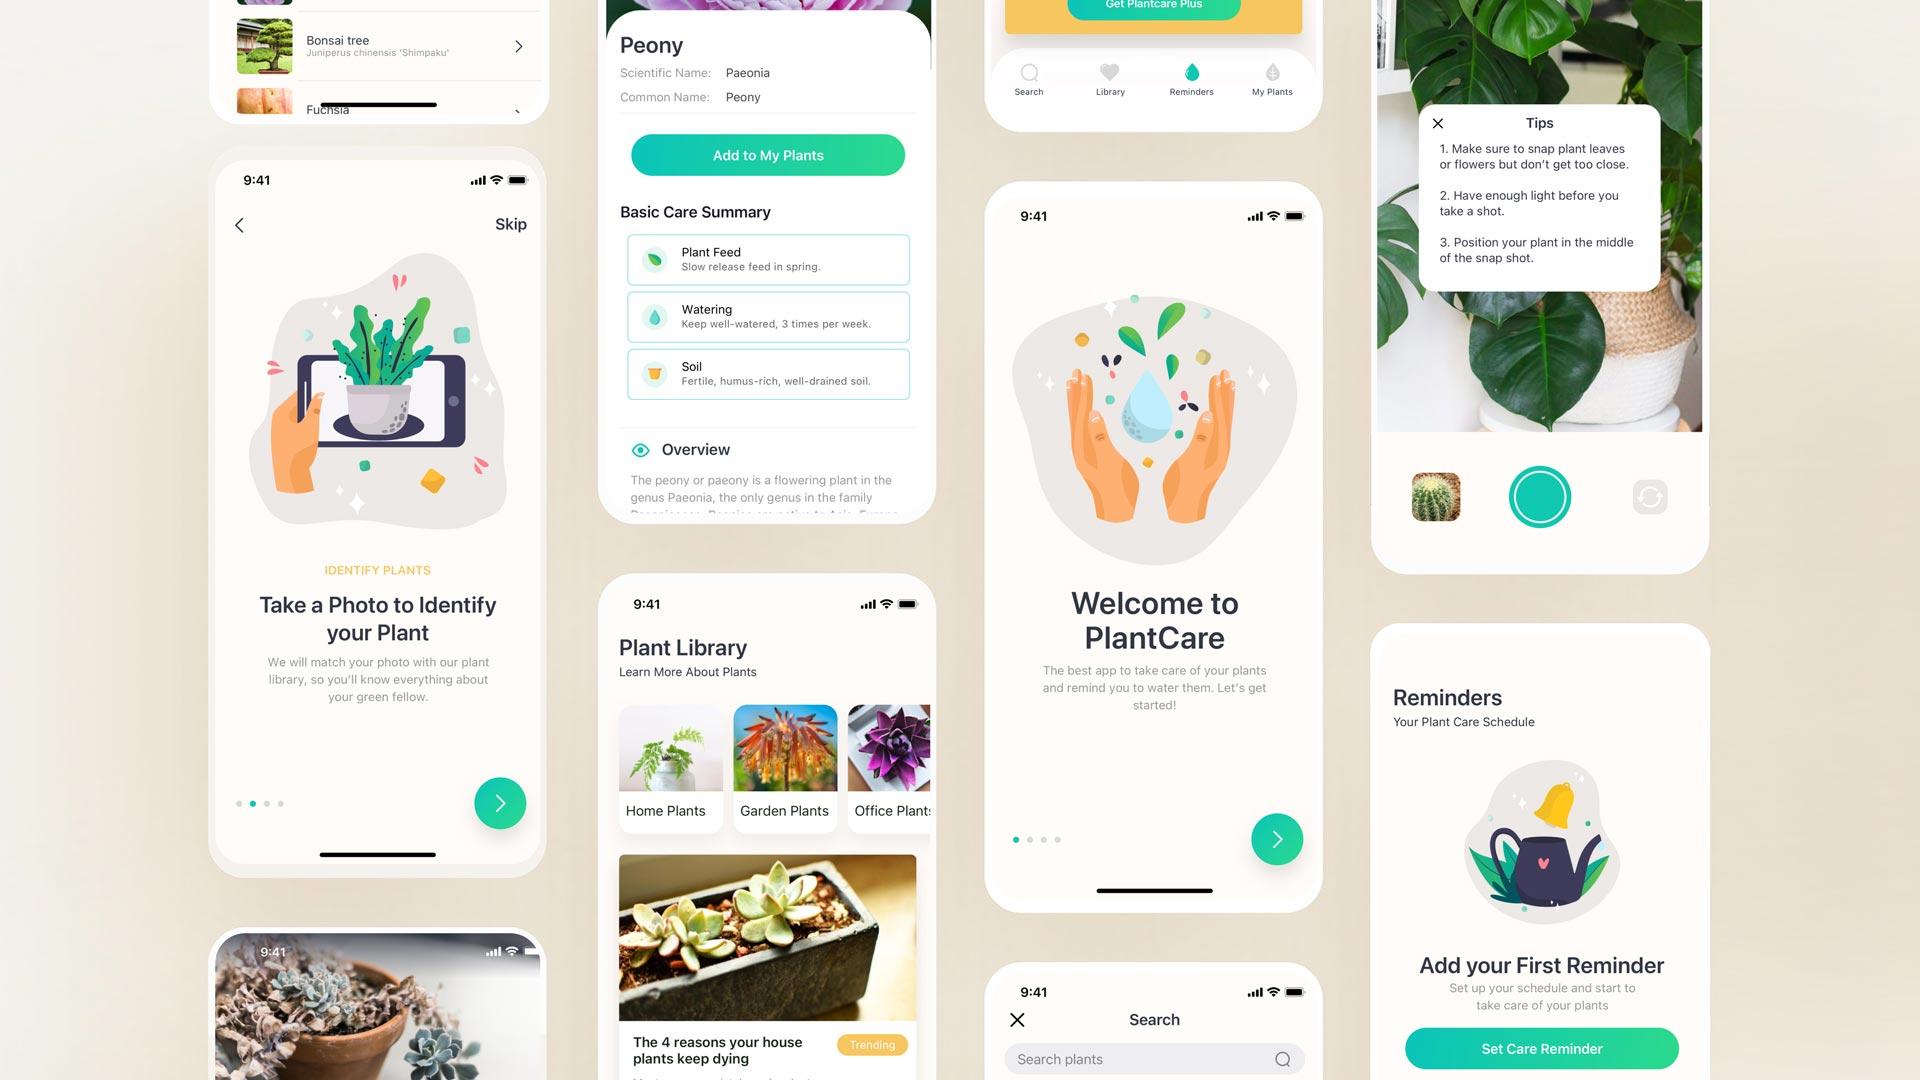 Bonsai tree
Juniperus chinensis 'Shimpaku'
Fuchsia
9:41
Skip
IDENTIFY PLANTS
Take a Photo to Identify
your Plant
We will match your photo with our plant
library, so you'll know everything about
your green fellow.
9:41
Peony
Scientific Name: Paeonia
Common Name: Peony
Add to My Plants
Basic Care Summary
Plant Feed
Slow release feed in spring.
Watering
Keep well-watered, 3 times per week.
Soil
Fertile, humus-rich, well-drained soil.
Overview
The peony or paeony is a flowering plant in the
genus Paeonia, the only genus in the family
9:41
Plant Library
Learn More About Plants
Home Plants
Garden Plants
Office Plants
The 4 reasons your house
plants keep dying
Trending
Get Plantcare Plus
Search
Library
Reminders
My Plants
9:41
Welcome to
PlantCare
The best app to take care of your plants
and remind you to water them. Let's get
started!
9:41
Search
Search plants
Tips
1. Make sure to snap plant leaves
or flowers but don't get too close.
2. Have enough light before you
take a shot.
3. Position your plant in the middle
of the snap shot.
Reminders
Your Plant Care Schedule
Add your First Reminder
Set up your schedule and start to
take care of your plants
Set Care Reminder